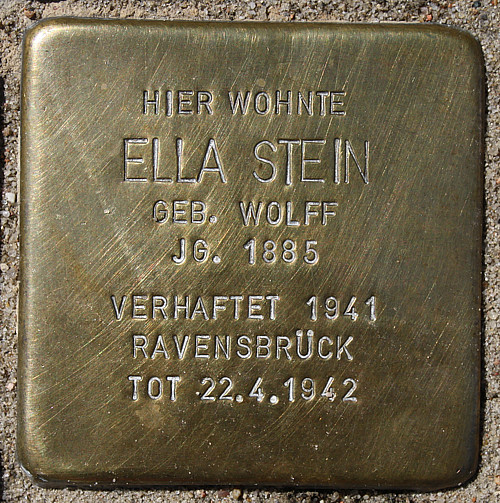 HIER WOHNTE
ELLA STEIN
GEB. WOLFF
JG. 1885
VERHAFTET 1941
RAVENSBRÜCK
TOT 22.4.1942